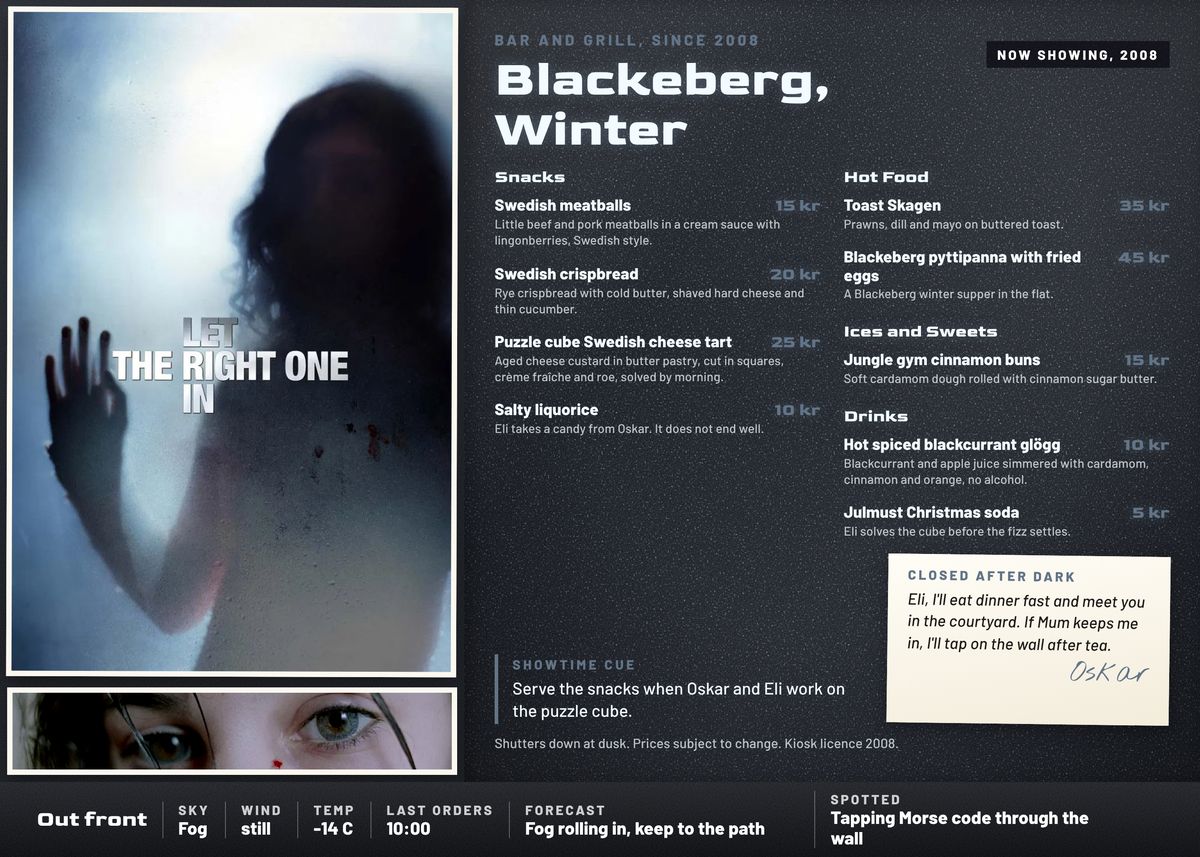 LET
THE RIGHT ONE
IN
BAR AND GRILL, SINCE 2008
Blackeberg,
Winter
NOW SHOWING, 2008
Snacks
Swedish meatballs 15 kr
Little beef and pork meatballs in a cream sauce with
lingonberries, Swedish style.
Swedish crispbread 20 kr
Rye crispbread with cold butter, shaved hard cheese and
thin cucumber.
Puzzle cube Swedish cheese tart 25 kr
Aged cheese custard in butter pastry, cut in squares,
crème fraîche and roe, solved by morning.
Salty liquorice 10 kr
Eli takes a candy from Oskar. It does not end well.
Hot Food
Toast Skagen 35 kr
Prawns, dill and mayo on buttered toast.
Blackeberg pyttipanna with fried 45 kr
eggs
A Blackeberg winter supper in the flat.
Ices and Sweets
Jungle gym cinnamon buns 15 kr
Soft cardamom dough rolled with cinnamon sugar butter.
Drinks
Hot spiced blackcurrant glögg 10 kr
Blackcurrant and apple juice simmered with cardamom,
cinnamon and orange, no alcohol.
Julmust Christmas soda 5 kr
Eli solves the cube before the fizz settles.
CLOSED AFTER DARK
Eli, I'll eat dinner fast and meet you
in the courtyard. If Mum keeps me
in, I'll tap on the wall after tea.
Oskar
SHOWTIME CUE
Serve the snacks when Oskar and Eli work on
the puzzle cube.
Shutters down at dusk. Prices subject to change. Kiosk licence 2008.
Out front
SKY
Fog
WIND
still
TEMP
-14 C
LAST ORDERS
10:00
FORECAST
Fog rolling in, keep to the path
SPOTTED
Tapping Morse code through the
wall